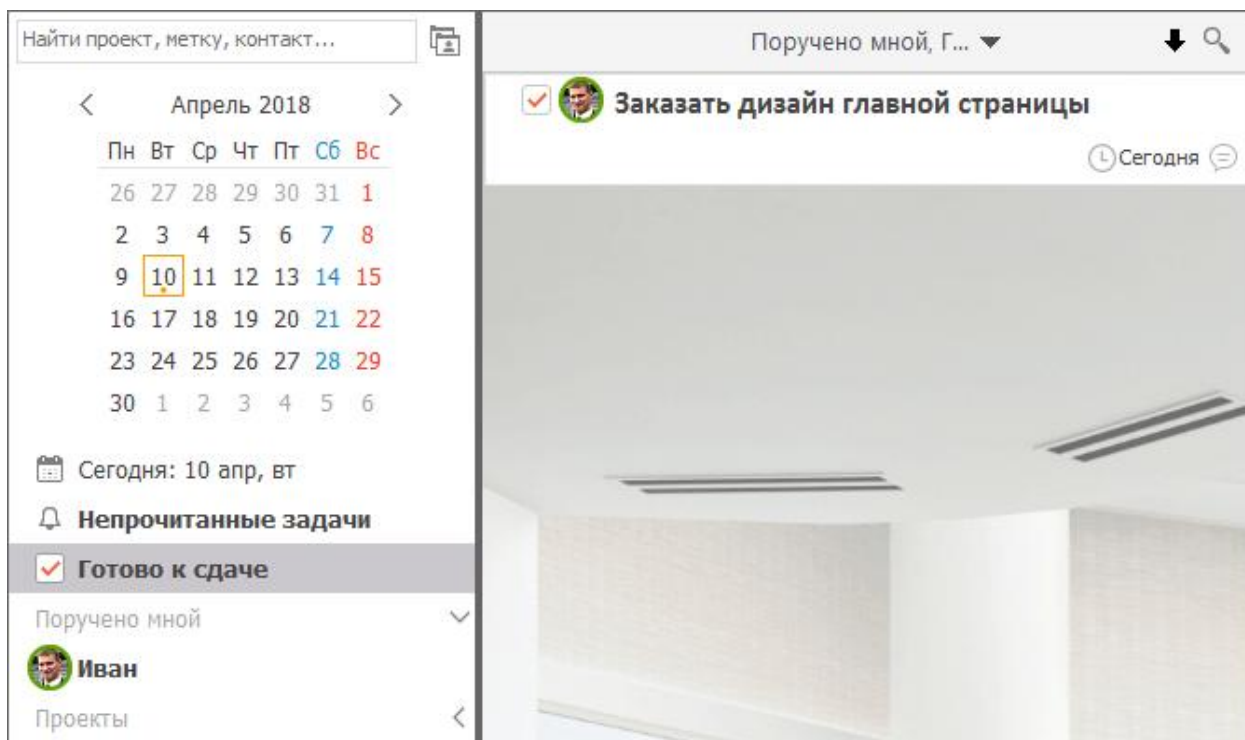 Найти проект, метку, контакт...
Апрель 2018
Пн Вт Ср Чт Пт Сб Вс
26 27 28 29 30 31 1
2 3 4 5 6 7 8
9 10 11 12 13 14 15
16 17 18 19 20 21 22
23 24 25 26 27 28 29
30 1 2 3 4 5 6
Сегодня: 10 апр, вт
Непрочитанные задачи
Готово к сдаче
Поручено мной
Иван
Проекты
Поручено мной, Г...
Заказать дизайн главной страницы
Сегодня